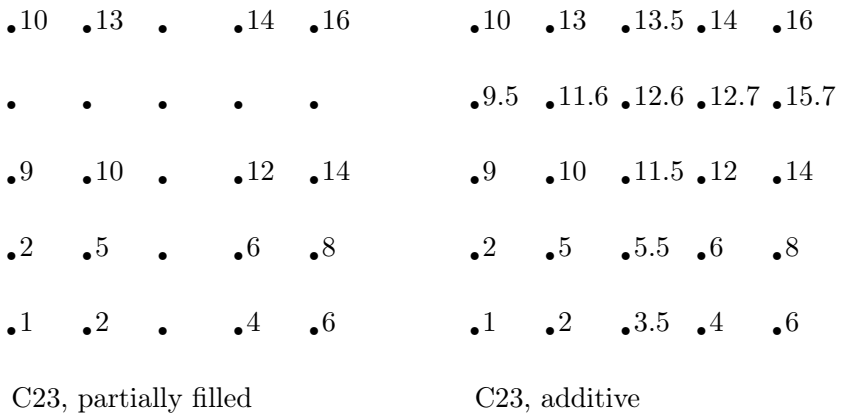 10 13 14 16 10 13 13.5 14 16
9.5 11.6 12.6 12.7 15.7
9 10 12 14 9 10 11.5 12 14
2 5 6 8 2 5 5.5 6 8
1 2 4 6 1 2 3.5 4 6
C23, partially filled C23, additive